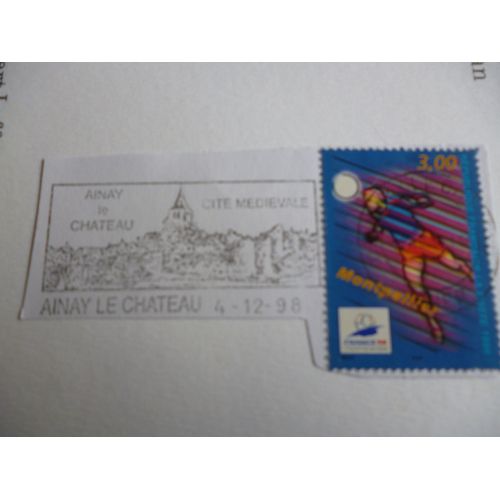 AINAY
le
CHATEAU
CITE MEDIEVALE
AINAY LE CHATEAU 4-12-98
3,00
Montpellier
FRANCE 98